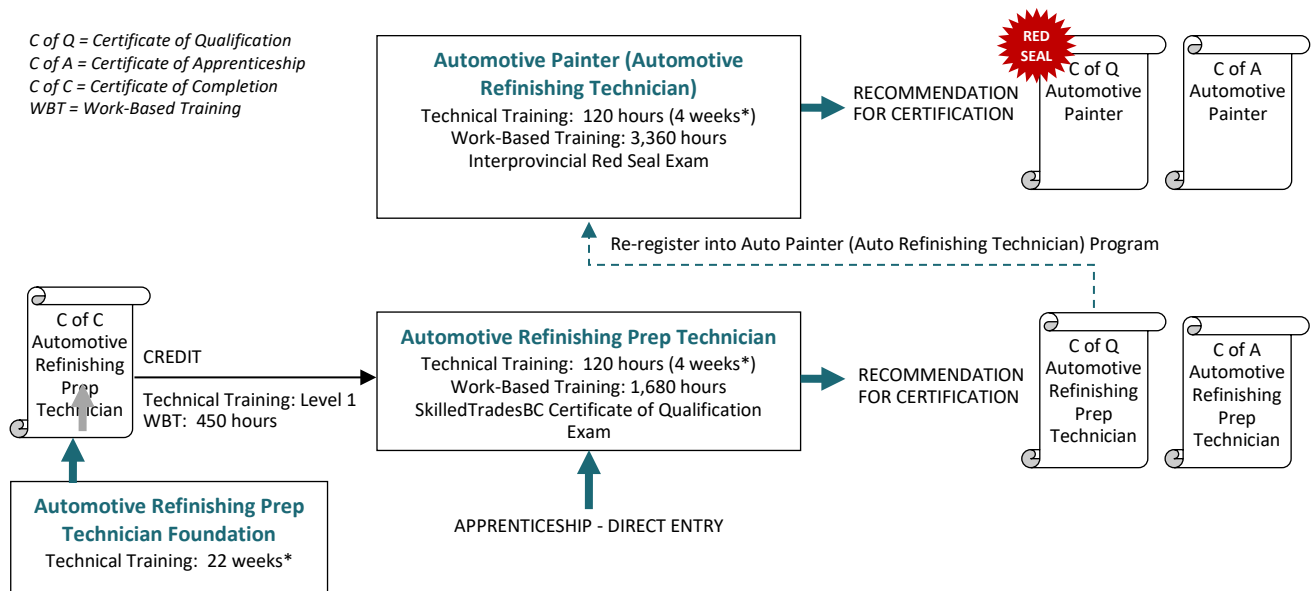 C of Q = Certificate of Qualification
C of A = Certificate of Apprenticeship
C of C = Certificate of Completion
WBT = Work-Based Training
Automotive Painter (Automotive
Refinishing Technician)
Technical Training: 120 hours (4 weeks*)
Work-Based Training: 3,360 hours
Interprovincial Red Seal Exam
RECOMMENDATION
FOR CERTIFICATION
RED
SEAL
C of Q
Automotive
Painter
C of A
Automotive
Painter
Re-register into Auto Painter (Auto Refinishing Technician) Program
C of C
Automotive
Refinishing
Prep
Technician
CREDIT
Technical Training: Level 1
WBT: 450 hours
Automotive Refinishing Prep Technician
Technical Training: 120 hours (4 weeks*)
Work-Based Training: 1,680 hours
SkilledTradesBC Certificate of Qualification
Exam
RECOMMENDATION
FOR CERTIFICATION
C of Q
Automotive
Refinishing
Prep
Technician
C of A
Automotive
Refinishing
Prep
Technician
Automotive Refinishing Prep
Technician Foundation
Technical Training: 22 weeks*
APPRENTICESHIP - DIRECT ENTRY